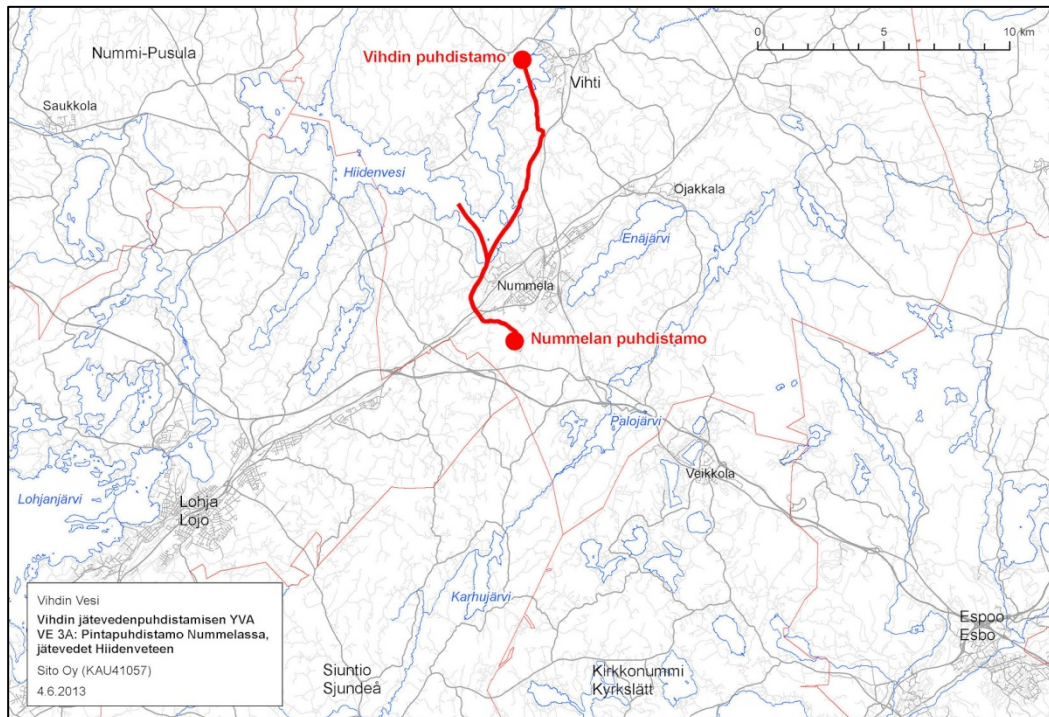 Nummi-Pusula
Vihdin puhdistamo
0 5 10 km
Vihti
Saukkola
Hiidenvesi
Ojakkala
Enäjärvi
Nummela
Nummelan puhdistamo
Palojärvi
Veikkola
Lohjanjärvi
Lohja
Lojo
Karhujärvi
Espoo
Esbo
Siuntio
Sjundeå
Kirkkonummi
Kyrkslätt
Vihdin Vesi
Vihdin jätevedenpuhdistamisen YVA
VE 3A: Pintapuhdistamo Nummelassa,
jätevedet Hiidenveteen
Sito Oy (KAU41057)
4.6.2013